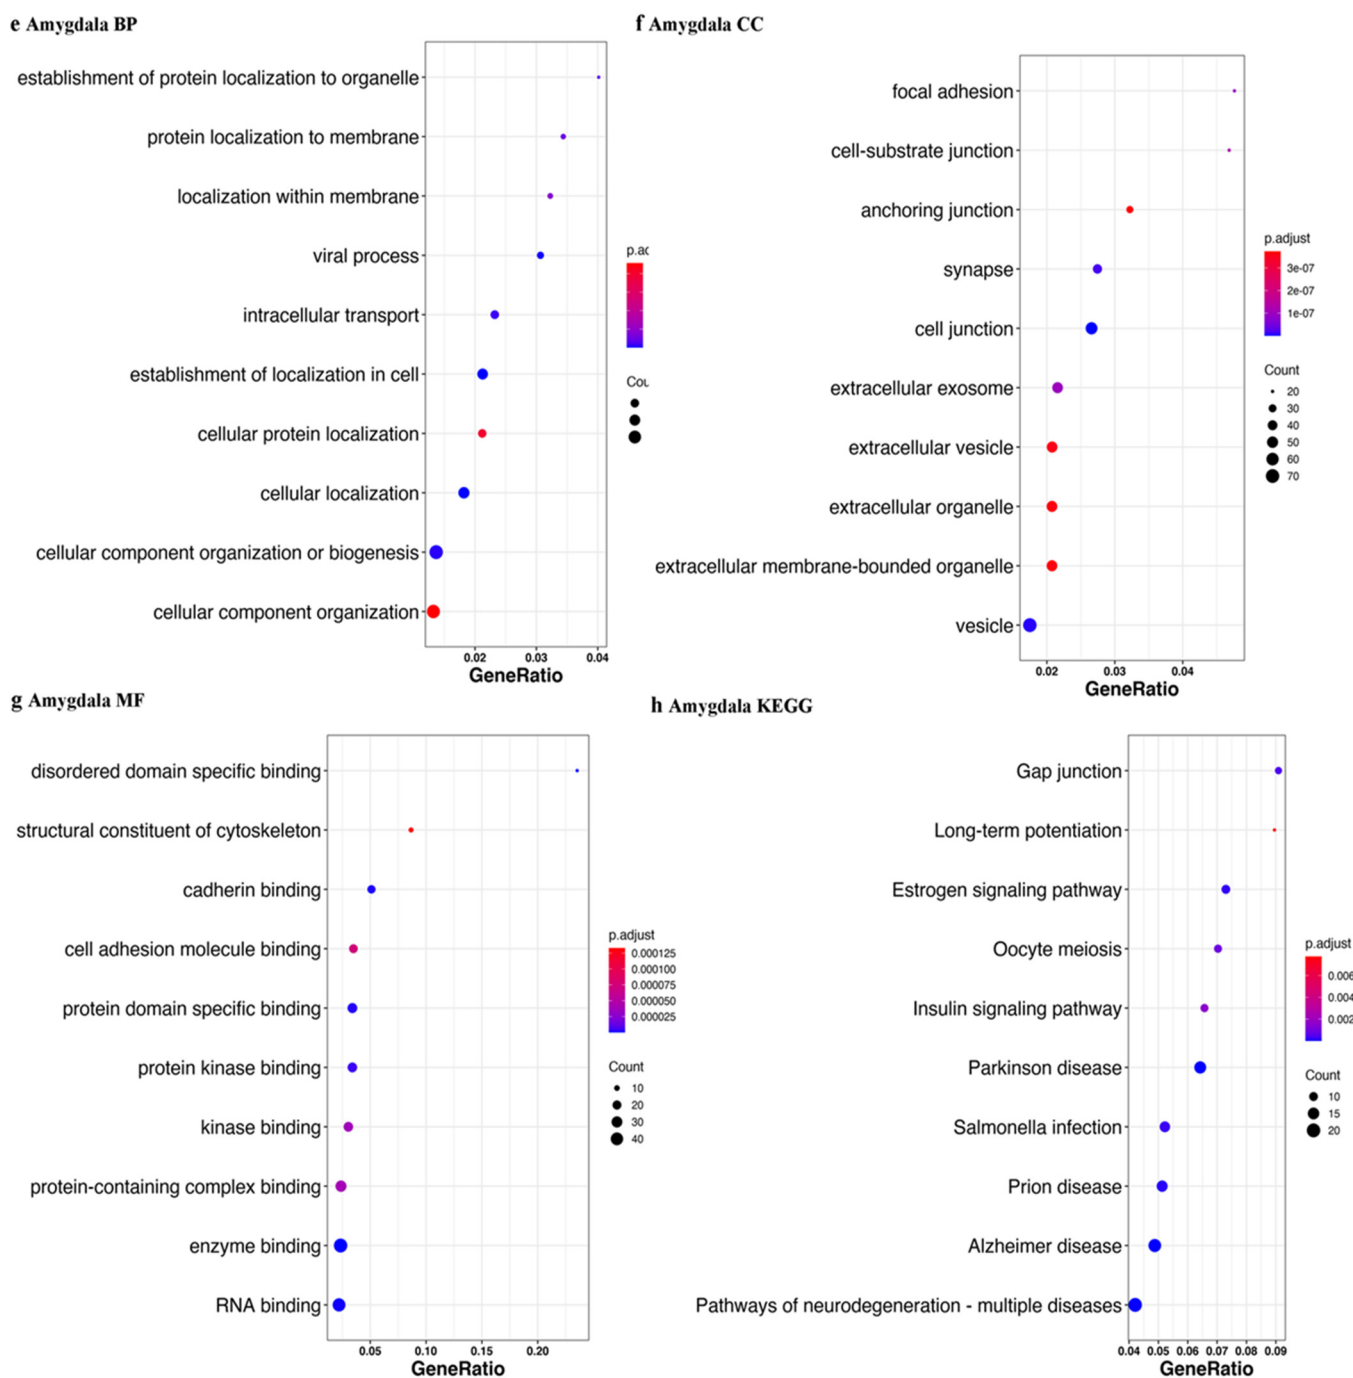 e Amygdala BP
establishment of protein localization to organelle
protein localization to membrane
localization within membrane
viral process
intracellular transport
establishment of localization in cell
cellular protein localization
cellular localization
cellular component organization or biogenesis
cellular component organization
0.02 0.03 0.04
GeneRatio
p.ad
Cou
f Amygdala CC
focal adhesion
cell-substrate junction
anchoring junction
synapse
cell junction
extracellular exosome
extracellular vesicle
extracellular organelle
extracellular membrane-bounded organelle
vesicle
0.02 0.03 0.04
GeneRatio
p.adjust
3e-07
2e-07
1e-07
Count
20
30
40
50
60
70
g Amygdala MF
disordered domain specific binding
structural constituent of cytoskeleton
cadherin binding
cell adhesion molecule binding
protein domain specific binding
protein kinase binding
kinase binding
protein-containing complex binding
enzyme binding
RNA binding
0.05 0.10 0.15 0.20
GeneRatio
p.adjust
0.000125
0.000100
0.000075
0.000050
0.000025
Count
10
20
30
40
h Amygdala KEGG
Gap junction
Long-term potentiation
Estrogen signaling pathway
Oocyte meiosis
Insulin signaling pathway
Parkinson disease
Salmonella infection
Prion disease
Alzheimer disease
Pathways of neurodegeneration - multiple diseases
0.04 0.05 0.06 0.07 0.08 0.09
GeneRatio
p.adjust
0.006
0.004
0.002
Count
10
15
20